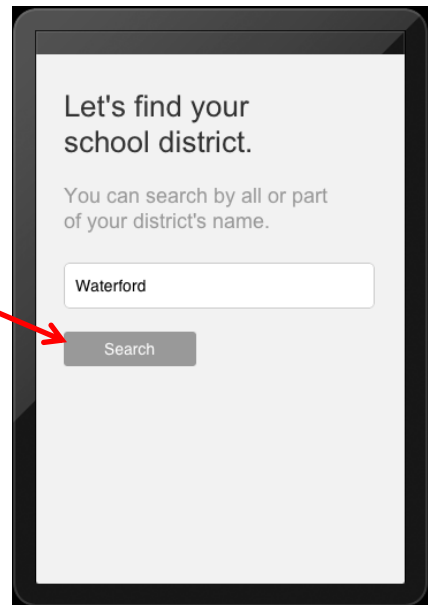 Let's find your
school district.
You can search by all or part
of your district's name.
Waterford
Search